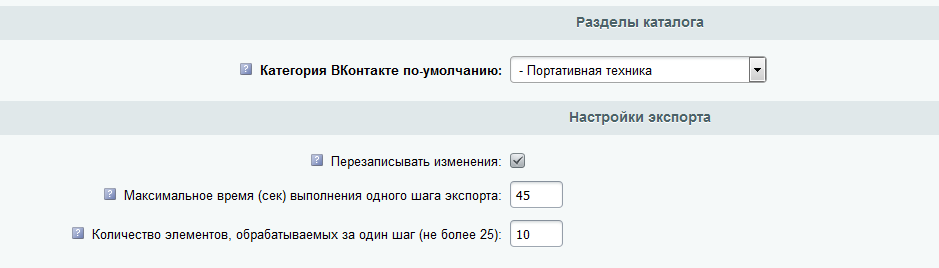 Разделы каталога
Категория ВКонтакте по-умолчанию: - Портативная техника
Настройки экспорта
Перезаписывать изменения:
Максимальное время (сек) выполнения одного шага экспорта: 45
Количество элементов, обрабатываемых за один шаг (не более 25): 10